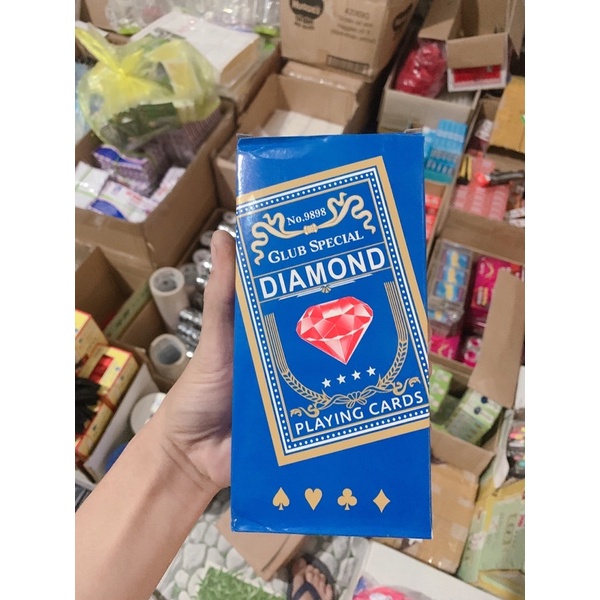 No.9898
GLUB SPECIAL
DIAMOND
PLAYING CARDS